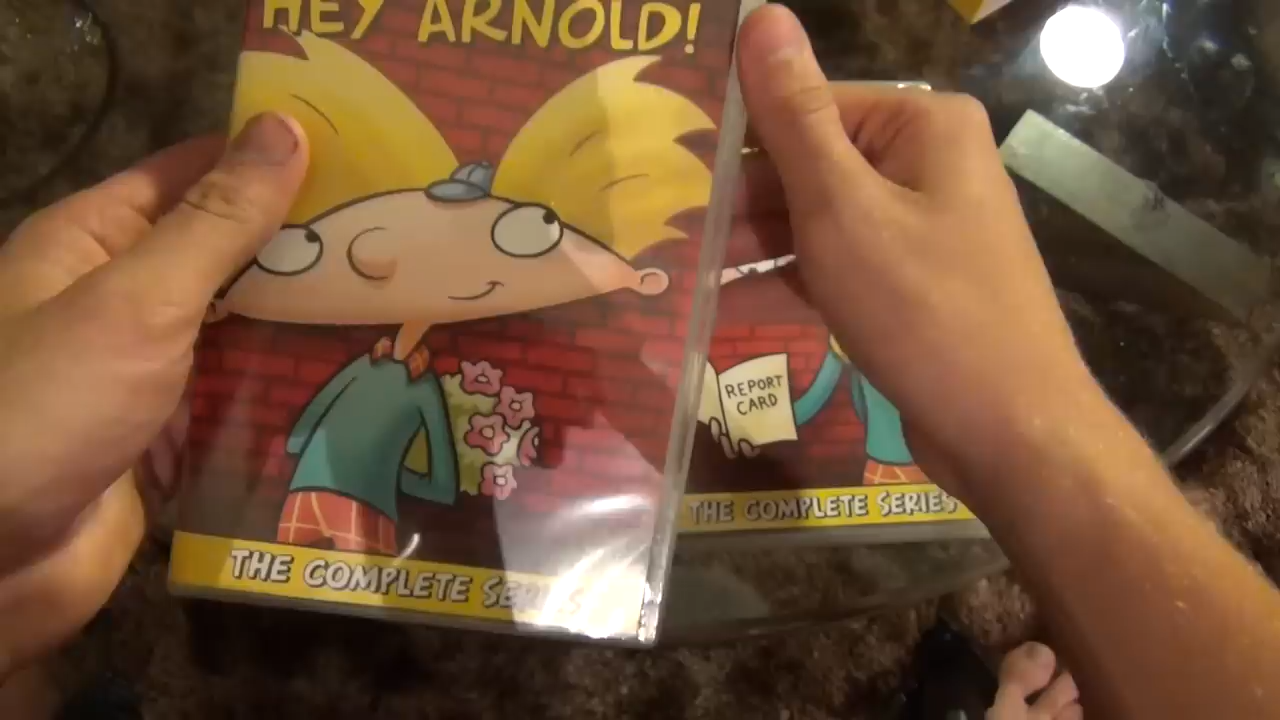 HEY ARNOLD!
REPORT
CARD
THE COMPLETE SERIES
THE COMPLETE SERIES